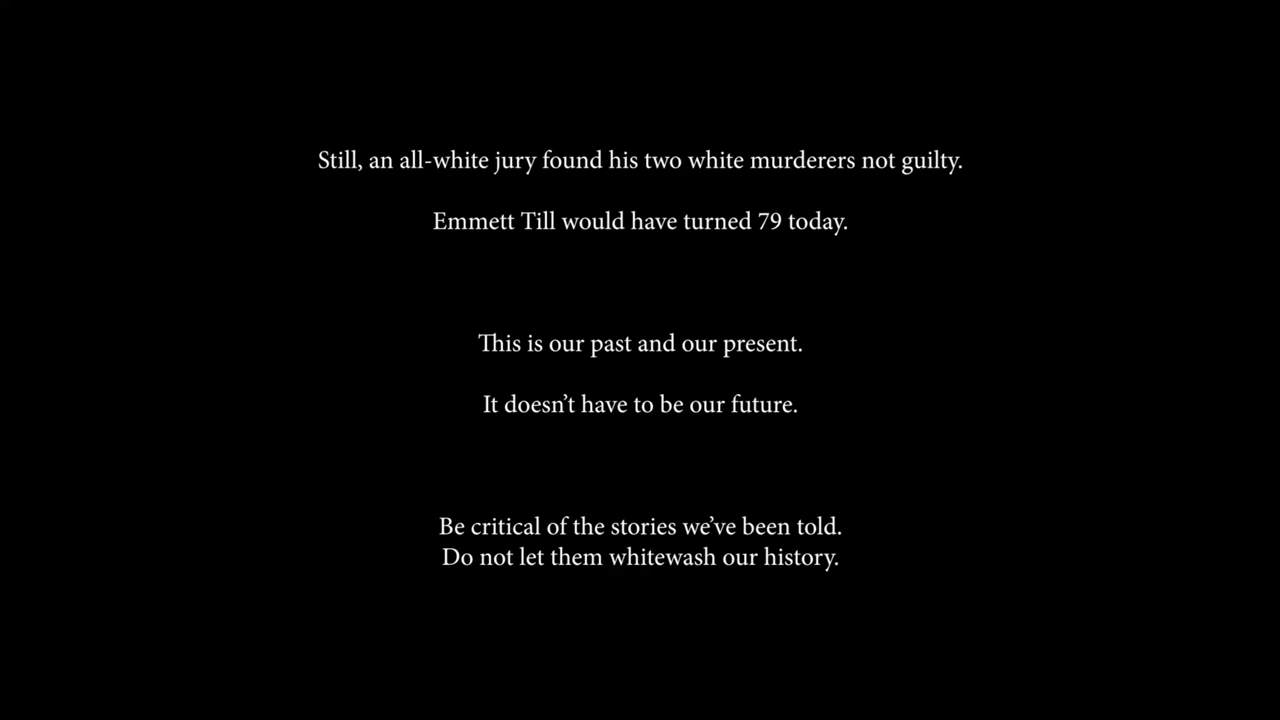 Still, an all-white jury found his two white murderers not guilty.
Emmett Till would have turned 79 today.
This is our past and our present.
It doesn’t have to be our future.
Be critical of the stories we’ve been told.
Do not let them whitewash our history.